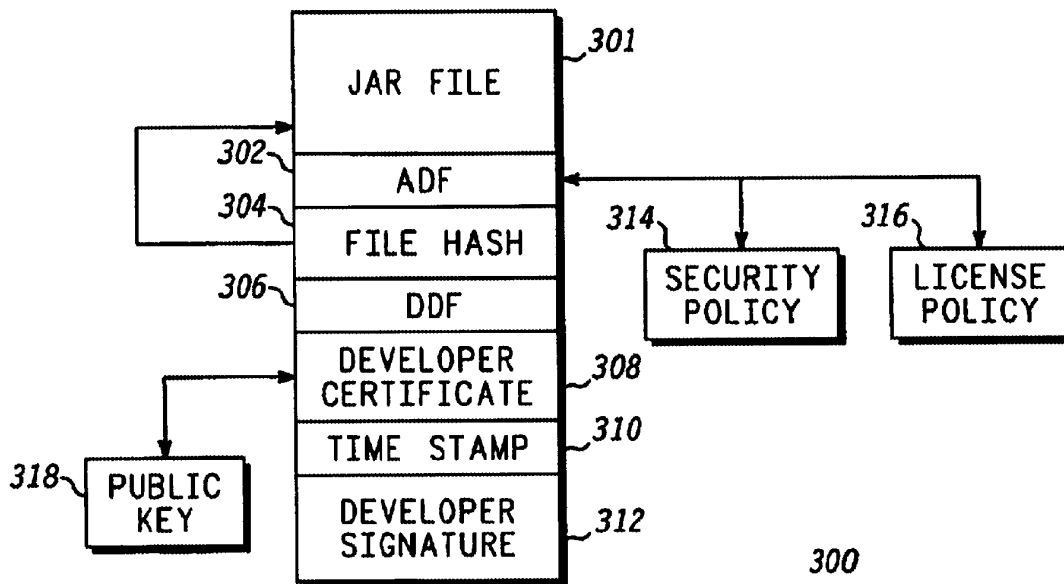 301
JAR FILE
302
ADF
304
FILE HASH
314
316
SECURITY
POLICY
LICENSE
POLICY
306
DDF
DEVELOPER
CERTIFICATE
308
TIME STAMP
310
318
PUBLIC
KEY
DEVELOPER
SIGNATURE
312
300